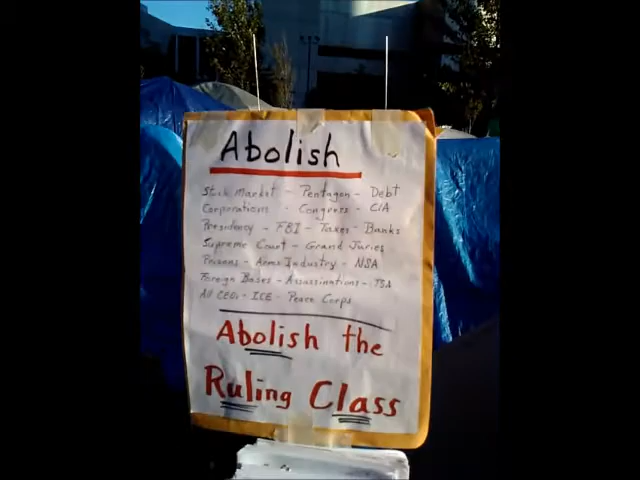 Abolish
Stock Market - Pentagon - Debt
Corporations - Congress - CIA
Presidency - FBI - Taxes - Banks
Supreme Court - Grand Juries
Prisons - Arms Industry - NSA
Foreign Bases - Assassinations - TSA
All CEOs - ICE - Peace Corps
Abolish the
Ruling Class